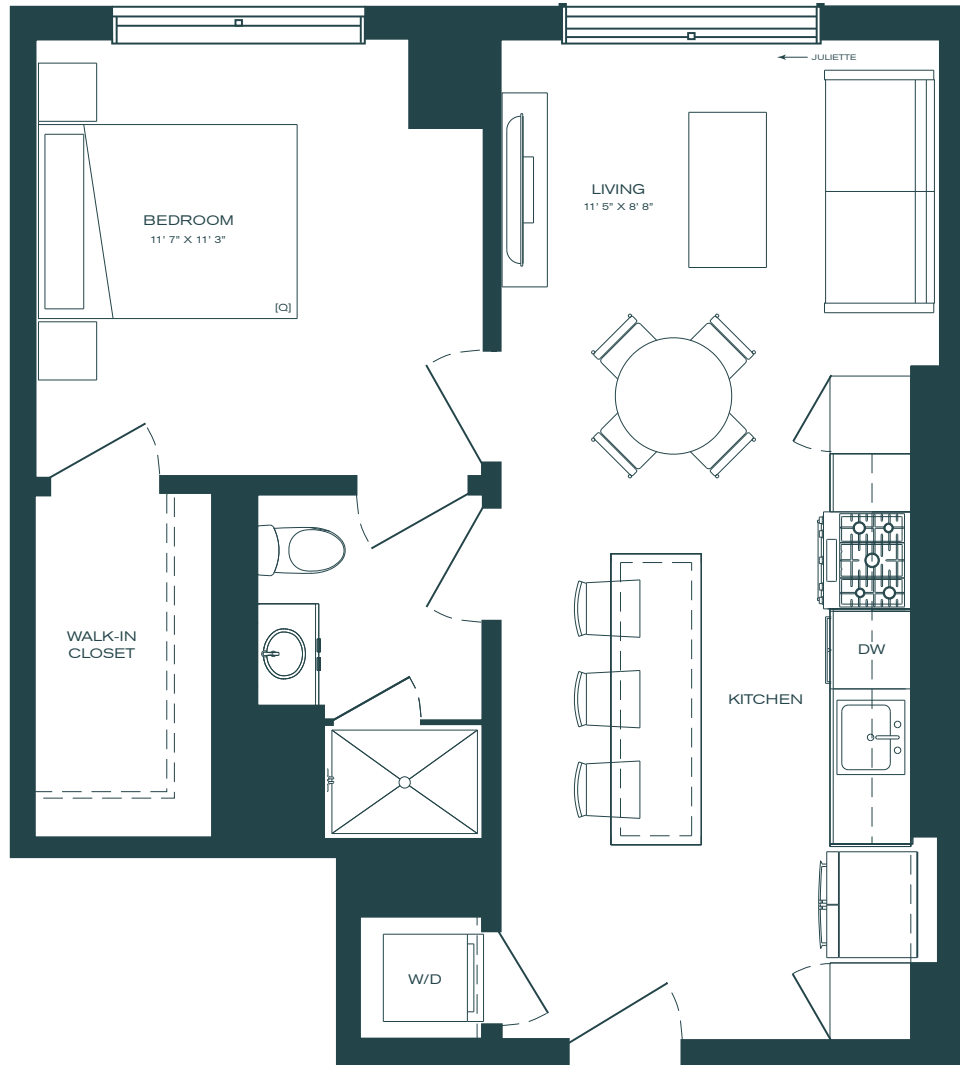 JULIETTE
LIVING
11' 5" X 8' 8"
BEDROOM
11' 7" X 11' 3"
[Q]
WALK-IN
CLOSET
DW
KITCHEN
W/D